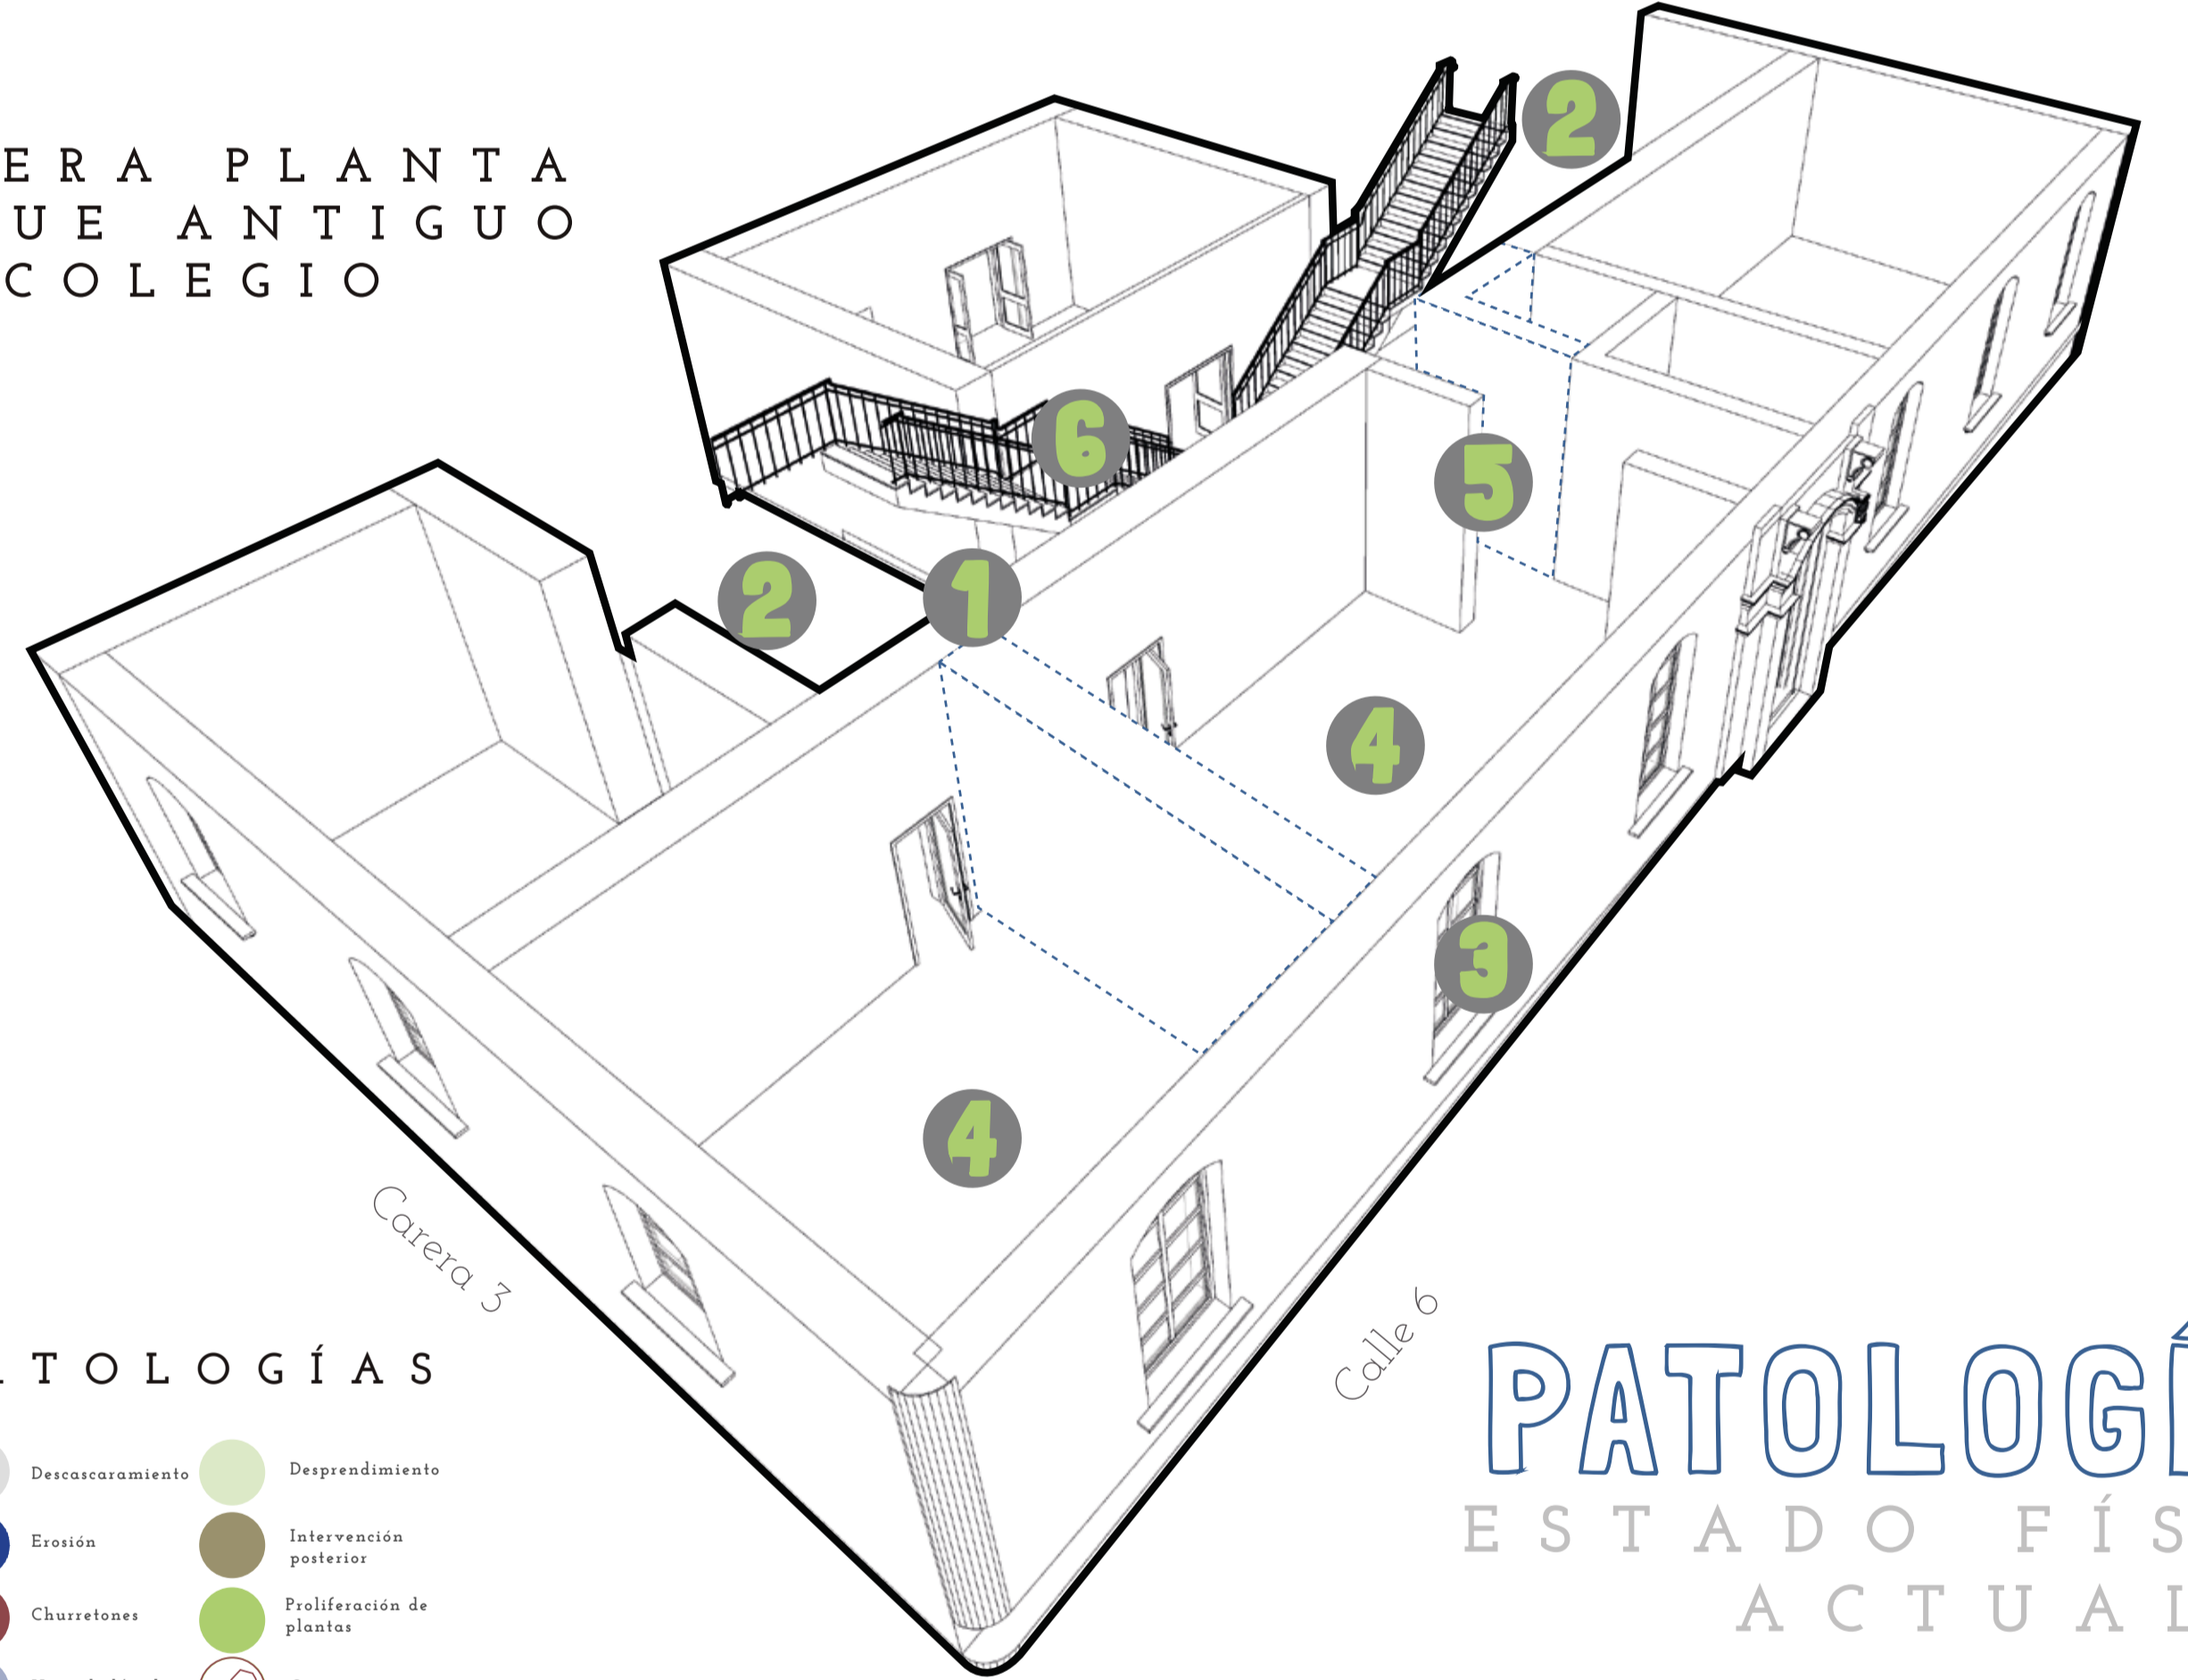 ERA PLANTA
UE ANTIGUO
COLEGIO
2
6
5
2
1
4
3
4
Carera 3
Calle 6
TOLOGÍAS
Descascaramiento
Desprendimiento
Erosión
Intervención
posterior
Churretones
Proliferación de
plantas
PATOLOGÍ
ESTADO FÍS
ACTUAL